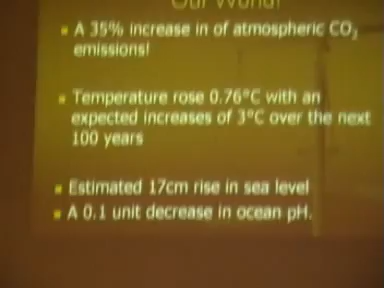 Our World!
A 35% increase in of atmospheric CO₂
emissions!
Temperature rose 0.76°C with an
expected increases of 3°C over the next
100 years
Estimated 17cm rise in sea level
A 0.1 unit decrease in ocean pH.